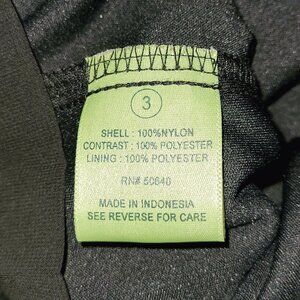 3
SHELL : 100%NYLON
CONTRAST : 100% POLYESTER
LINING : 100% POLYESTER
RN# 50640
MADE IN INDONESIA
SEE REVERSE FOR CARE